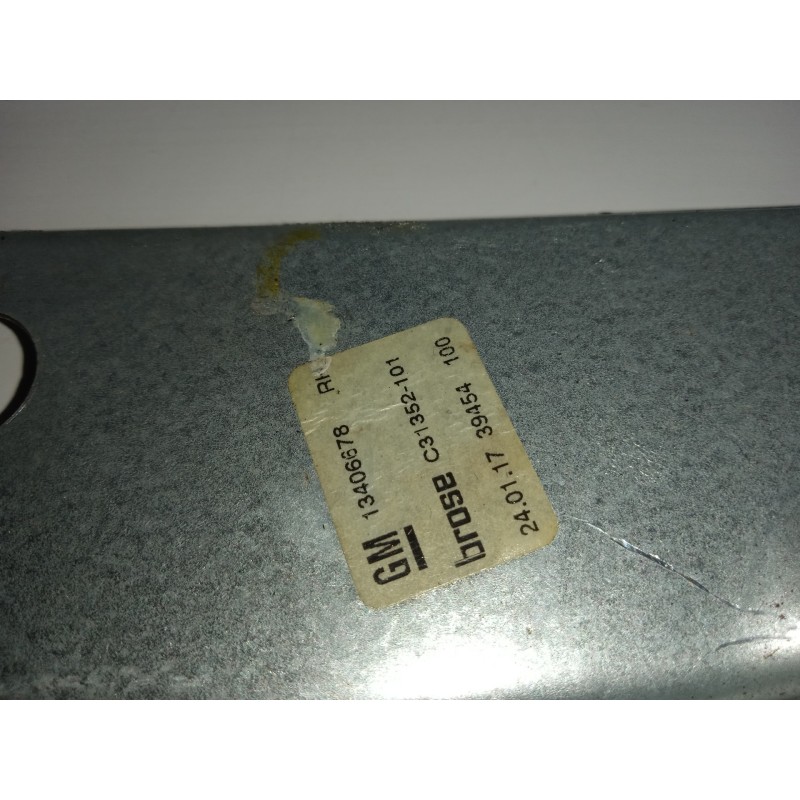 GM 13406678 RH
brose C31352-101
24.01.17 39454 100